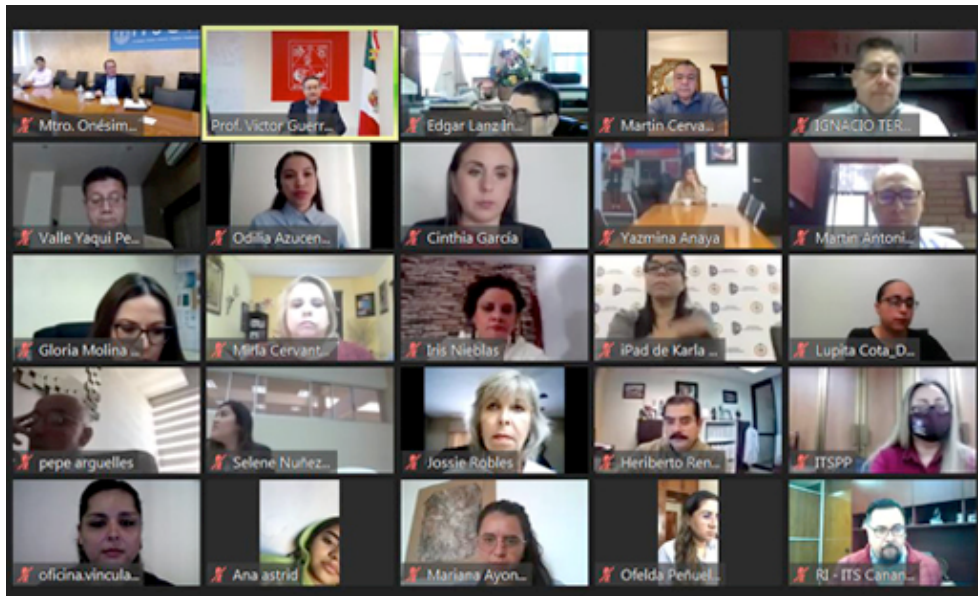 Mtro. Onésim...
Prof. Victor Guerr...
Edgar Lanz In...
Martin Cerva...
IGNACIO TER...
Valle Yaqui Pe...
Odilia Azucen...
Cinthia García
Yazmina Anaya
Martin Antoni...
Gloria Molina ...
Mirla Cervant...
Iris Nieblas
iPad de Karla ...
Lupita Cota_D...
pepe arguelles
Selene Nuñez...
Jossie Robles
Heriberto Ren...
ITSPP
oficina.vincula...
Ana astrid
Mariana Ayon...
Ofelda Peñuel...
RI - ITS Canan...